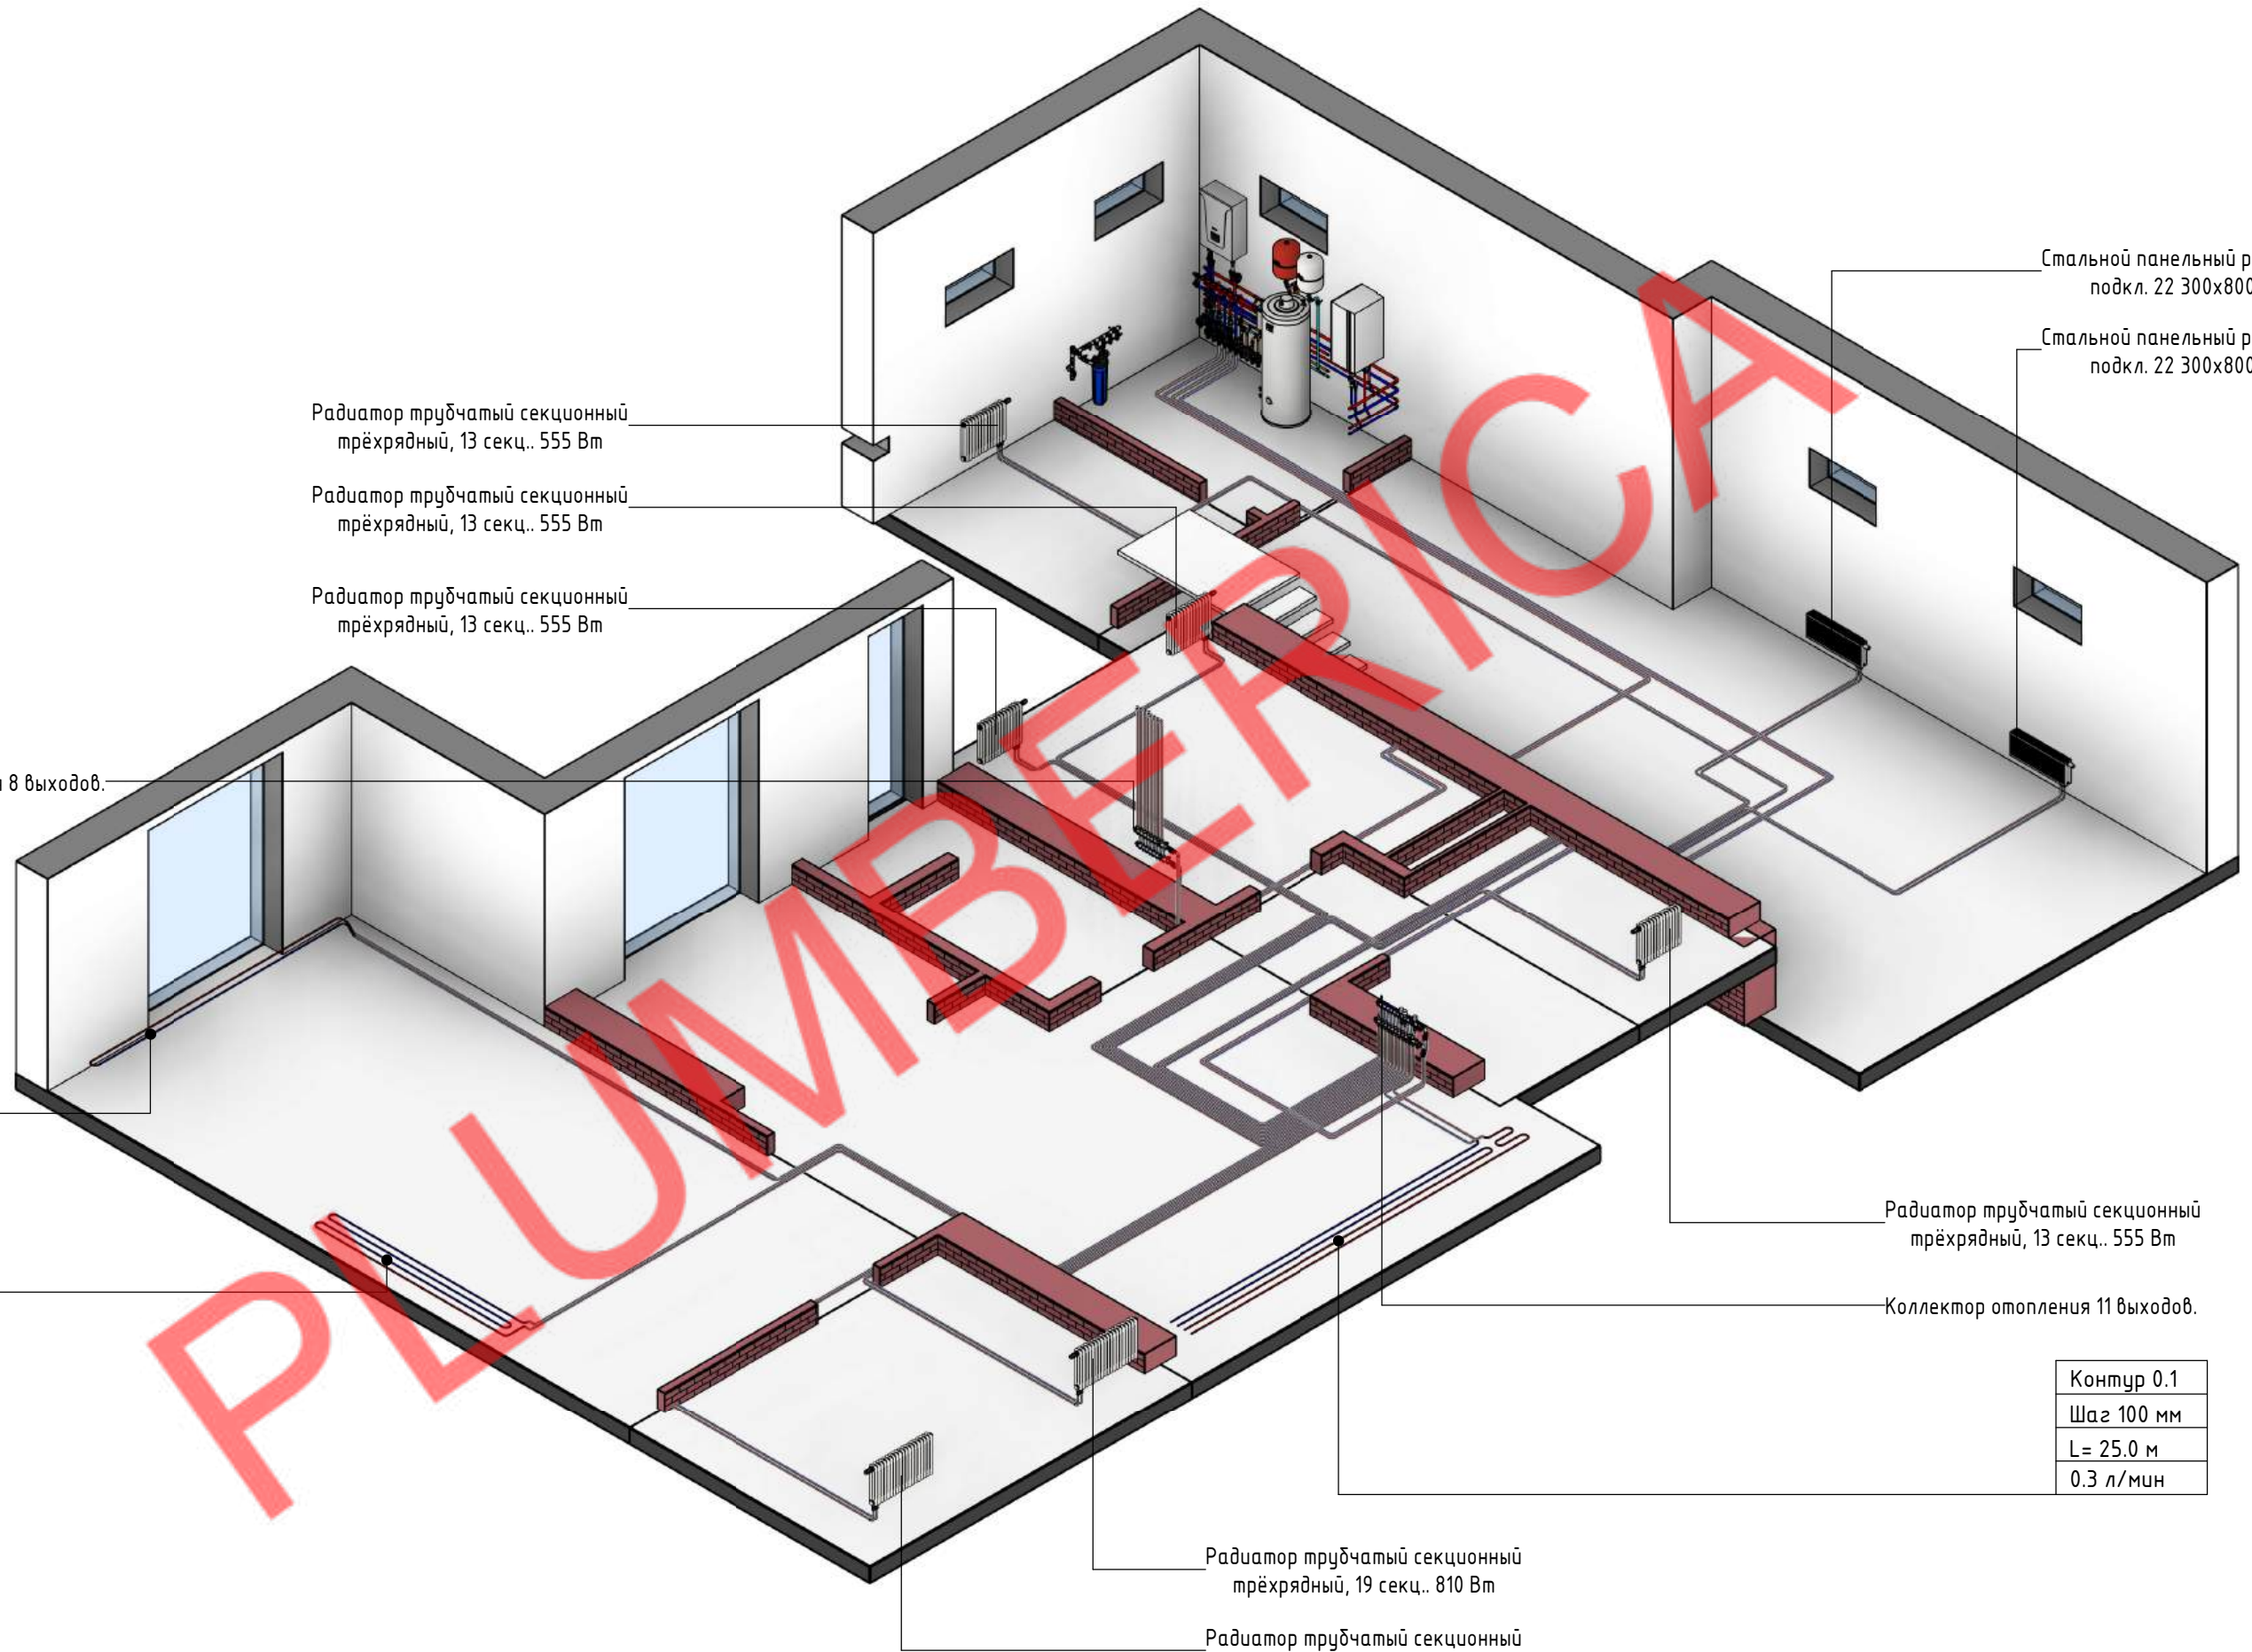 Стальной панельный р
подкл. 22 300x800
Стальной панельный р
подкл. 22 300x800
Радиатор трубчатый секционный
трёхрядный, 13 секц.. 555 Вт
Радиатор трубчатый секционный
трёхрядный, 13 секц.. 555 Вт
Радиатор трубчатый секционный
трёхрядный, 13 секц.. 555 Вт
8 выходов.
PLUMBERICA
Радиатор трубчатый секционный
трёхрядный, 13 секц.. 555 Вт
Коллектор отопления 11 выходов.
Контур 0.1
Шаг 100 мм
L= 25.0 м
0.3 л/мин
Радиатор трубчатый секционный
трёхрядный, 19 секц.. 810 Вт
Радиатор трубчатый секционный